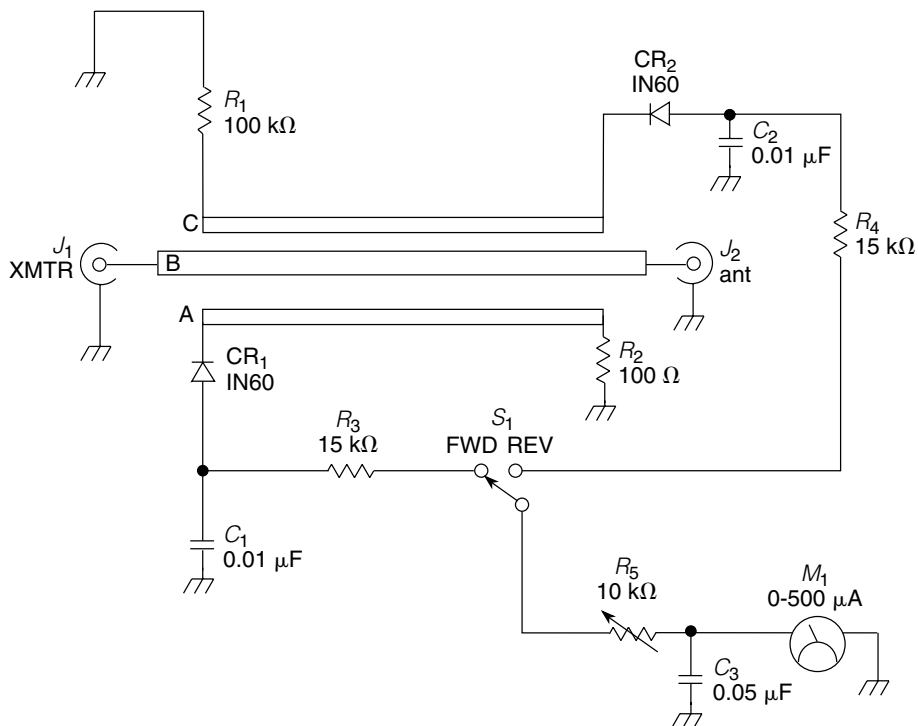 CR2
IN60
R1
100 kΩ
C2
0.01 μF
C
R4
15 kΩ
J1
XMTR
B
J2
ant
A
CR1
IN60
R2
100 Ω
R3
15 kΩ
S1
FWD REV
C1
0.01 μF
R5
10 kΩ
M1
0-500 μA
C3
0.05 μF